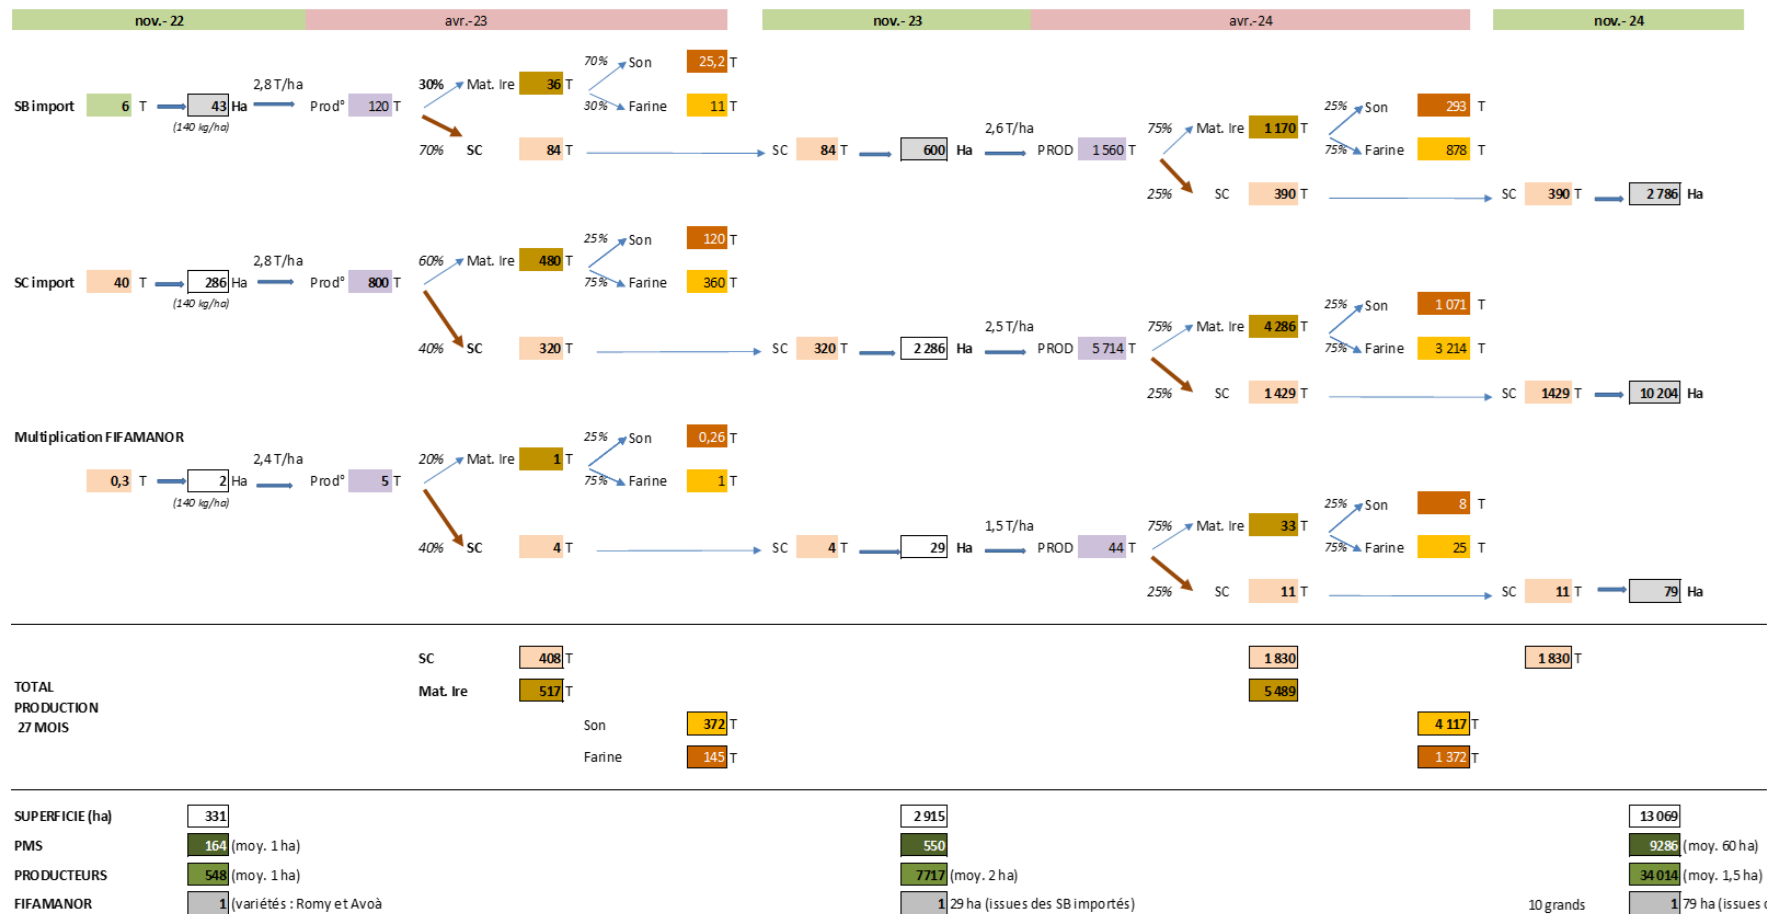 nov.- 22 avr.-23 nov.- 23 avr.-24 nov.- 24
70% Son 25,2 T
2,8 T/ha 30% Mat. Ire 36 T
SB import 6 T 43 Ha Prod° 120 T 30% Farine 11 T 25% Son 293 T
(140 kg/ha) 2,6 T/ha 75% Mat. Ire 1 170 T
70% SC 84 T SC 84 T 600 Ha PROD 1 560 T 75% Farine 878 T
25% SC 390 T SC 390 T 2 786 Ha
25% Son 120 T
2,8 T/ha 60% Mat. Ire 480 T
SC import 40 T 286 Ha Prod° 800 T 75% Farine 360 T
(140 kg/ha) 25% Son 1 071 T
2,5 T/ha 75% Mat. Ire 4 286 T
40% SC 320 T SC 320 T 2 286 Ha PROD 5 714 T 75% Farine 3 214 T
25% SC 1 429 T SC 1429 T 10 204 Ha
Multiplication FIFAMANOR 25% Son 0,26 T
2,4 T/ha 20% Mat. Ire 1 T
0,3 T 2 Ha Prod° 5 T 75% Farine 1 T
(140 kg/ha) 25% Son 8 T
1,5 T/ha 75% Mat. Ire 33 T
40% SC 4 T SC 4 T 29 Ha PROD 44 T 75% Farine 25 T
25% SC 11 T SC 11 T 79 Ha
SC 408 T 1 830 1 830 T
TOTAL Mat. Ire 517 T 5 489
PRODUCTION
27 MOIS Son 372 T 4 117 T
Farine 145 T 1 372 T
SUPERFICIE (ha) 331 2 915 13 069
PMS 164 (moy. 1 ha) 550 9286 (moy. 60 ha)
PRODUCTEURS 548 (moy. 1 ha) 7717 (moy. 2 ha) 34 014 (moy. 1,5 ha)
FIFAMANOR 1 (variétés : Romy et Avoà 1 29 ha (issues des SB importés) 10 grands 1 79 ha (issues